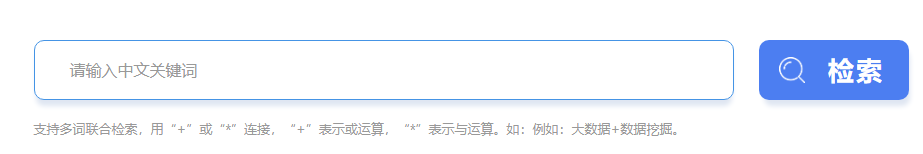 请输入中文关键词
检索
支持多词联合检索，用“+”或“*”连接，“+”表示或运算，“*”表示与运算。如：例如：大数据+数据挖掘。